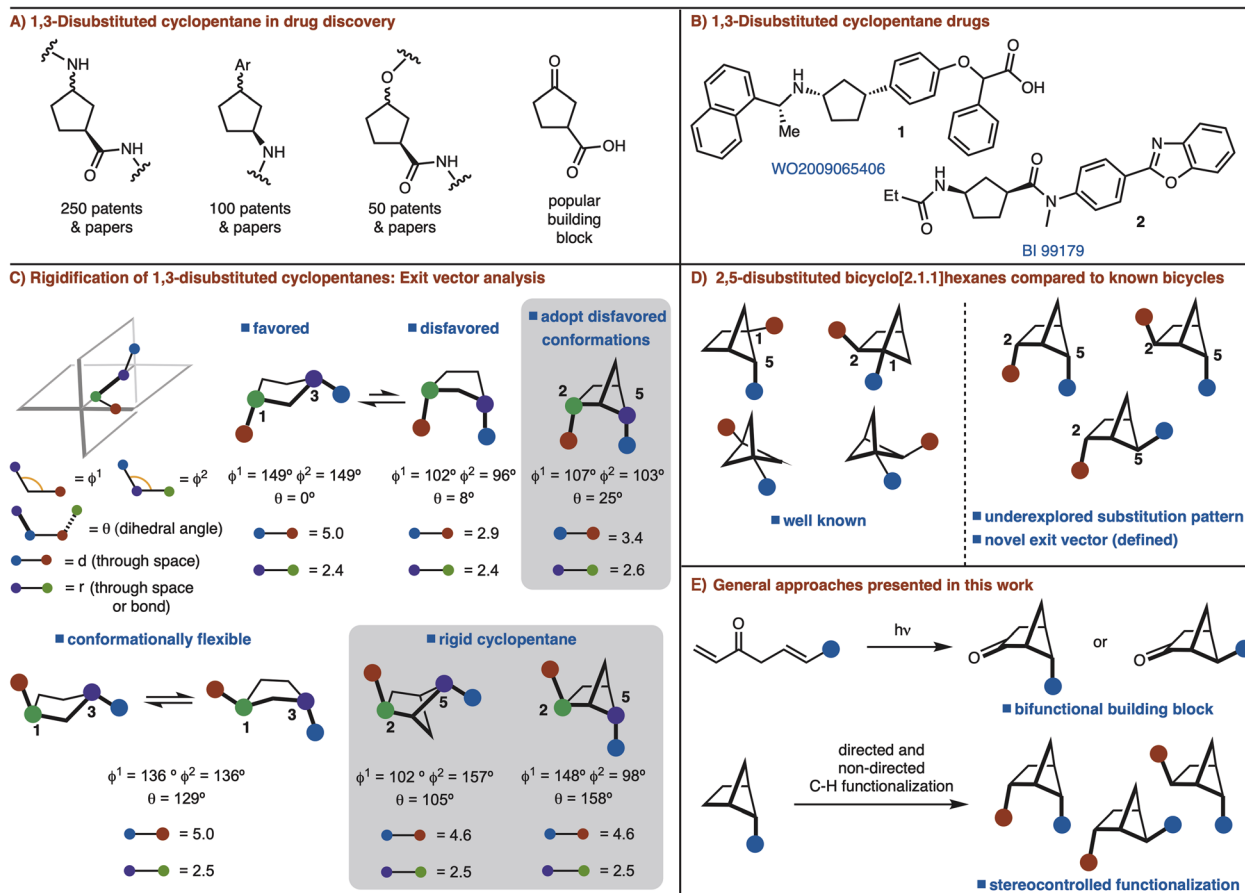 A) 1,3-Disubstituted cyclopentane in drug discovery
NH
O
N
H
250 patents
& papers
Ar
NH
100 patents
& papers
O
O
NH
50 patents
& papers
O
O
OH
popular
building
block
B) 1,3-Disubstituted cyclopentane drugs
H
N
Me
O
O
OH
1
WO2009065406
Et
O
H
N
O
N
N
O
2
BI 99179
C) Rigidification of 1,3-disubstituted cyclopentanes: Exit vector analysis
= ϕ1
= ϕ2
= θ (dihedral angle)
= d (through space)
= r (through space
or bond)
favored
1
3
ϕ1 = 149º ϕ2 = 149º
θ = 0º
= 5.0
= 2.4
disfavored
ϕ1 = 102º ϕ2 = 96º
θ = 8º
= 2.9
= 2.4
adopt disfavored
conformations
2
5
ϕ1 = 107º ϕ2 = 103º
θ = 25º
= 3.4
= 2.6
conformationally flexible
1
3
1
3
ϕ1 = 136 º ϕ2 = 136º
θ = 129º
= 5.0
= 2.5
rigid cyclopentane
2
5
ϕ1 = 102 º ϕ2 = 157º
θ = 105º
= 4.6
= 2.5
2
5
ϕ1 = 148º ϕ2 = 98º
θ = 158º
= 4.6
= 2.5
D) 2,5-disubstituted bicyclo[2.1.1]hexanes compared to known bicycles
1
5
2
1
well known
2
5
2
5
2
5
underexplored substitution pattern
novel exit vector (defined)
E) General approaches presented in this work
O
hν
O
or
O
bifunctional building block
directed and
non-directed
C-H functionalization
stereocontrolled functionalization